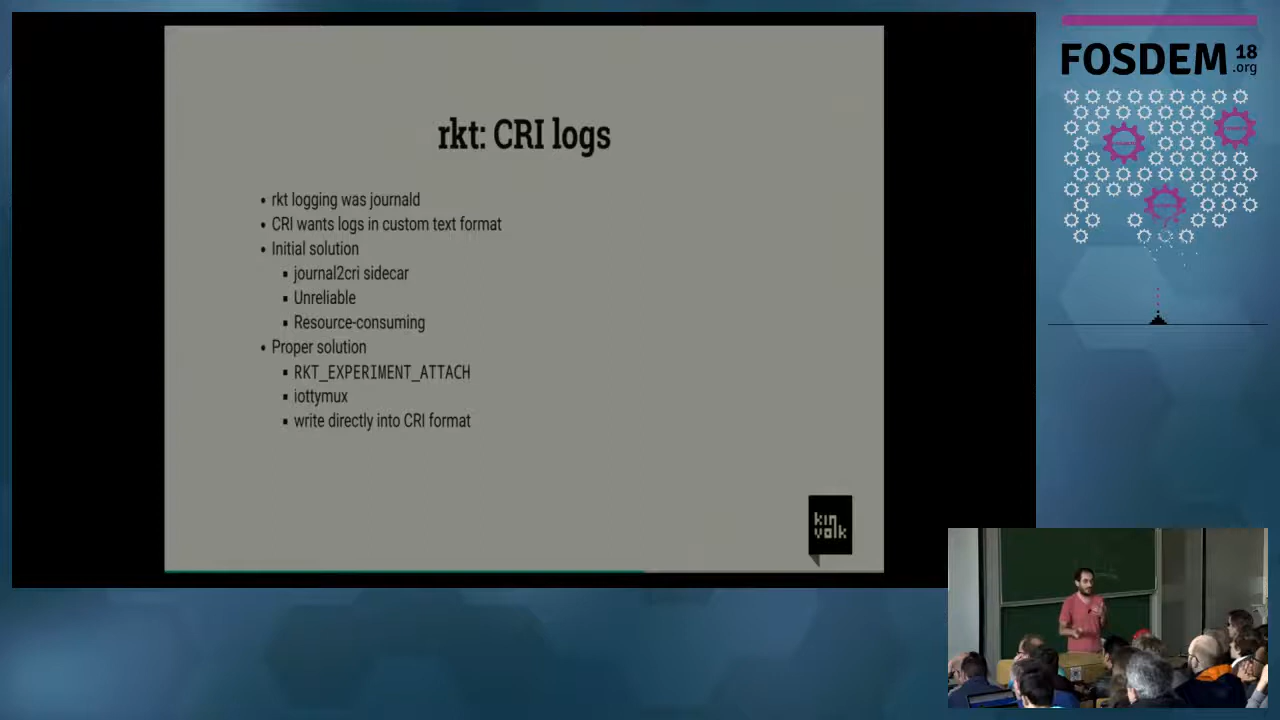 rkt: CRI logs
• rkt logging was journald
• CRI wants logs in custom text format
• Initial solution
▪ journal2cri sidecar
▪ Unreliable
▪ Resource-consuming
• Proper solution
▪ RKT_EXPERIMENT_ATTACH
▪ iottymux
▪ write directly into CRI format
kin
volk
FOSDEM 18
.org